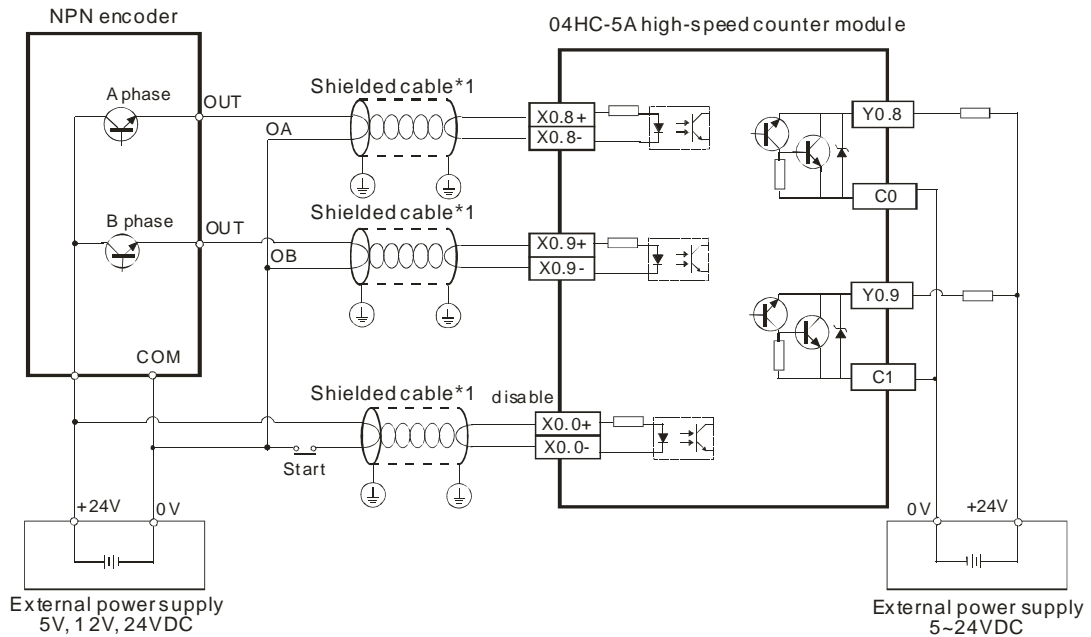 NPN encoder
04HC-5A high-speed counter module
A phase
OUT
Shielded cable*1
OA
X0.8+
X0.8-
Y0.8
C0
B phase
OUT
Shielded cable*1
OB
X0.9+
X0.9-
Y0.9
C1
COM
Shielded cable*1
disable
X0.0+
X0.0-
Start
+24V
0V
0V
+24V
External power supply
5V, 12V, 24VDC
External power supply
5~24VDC